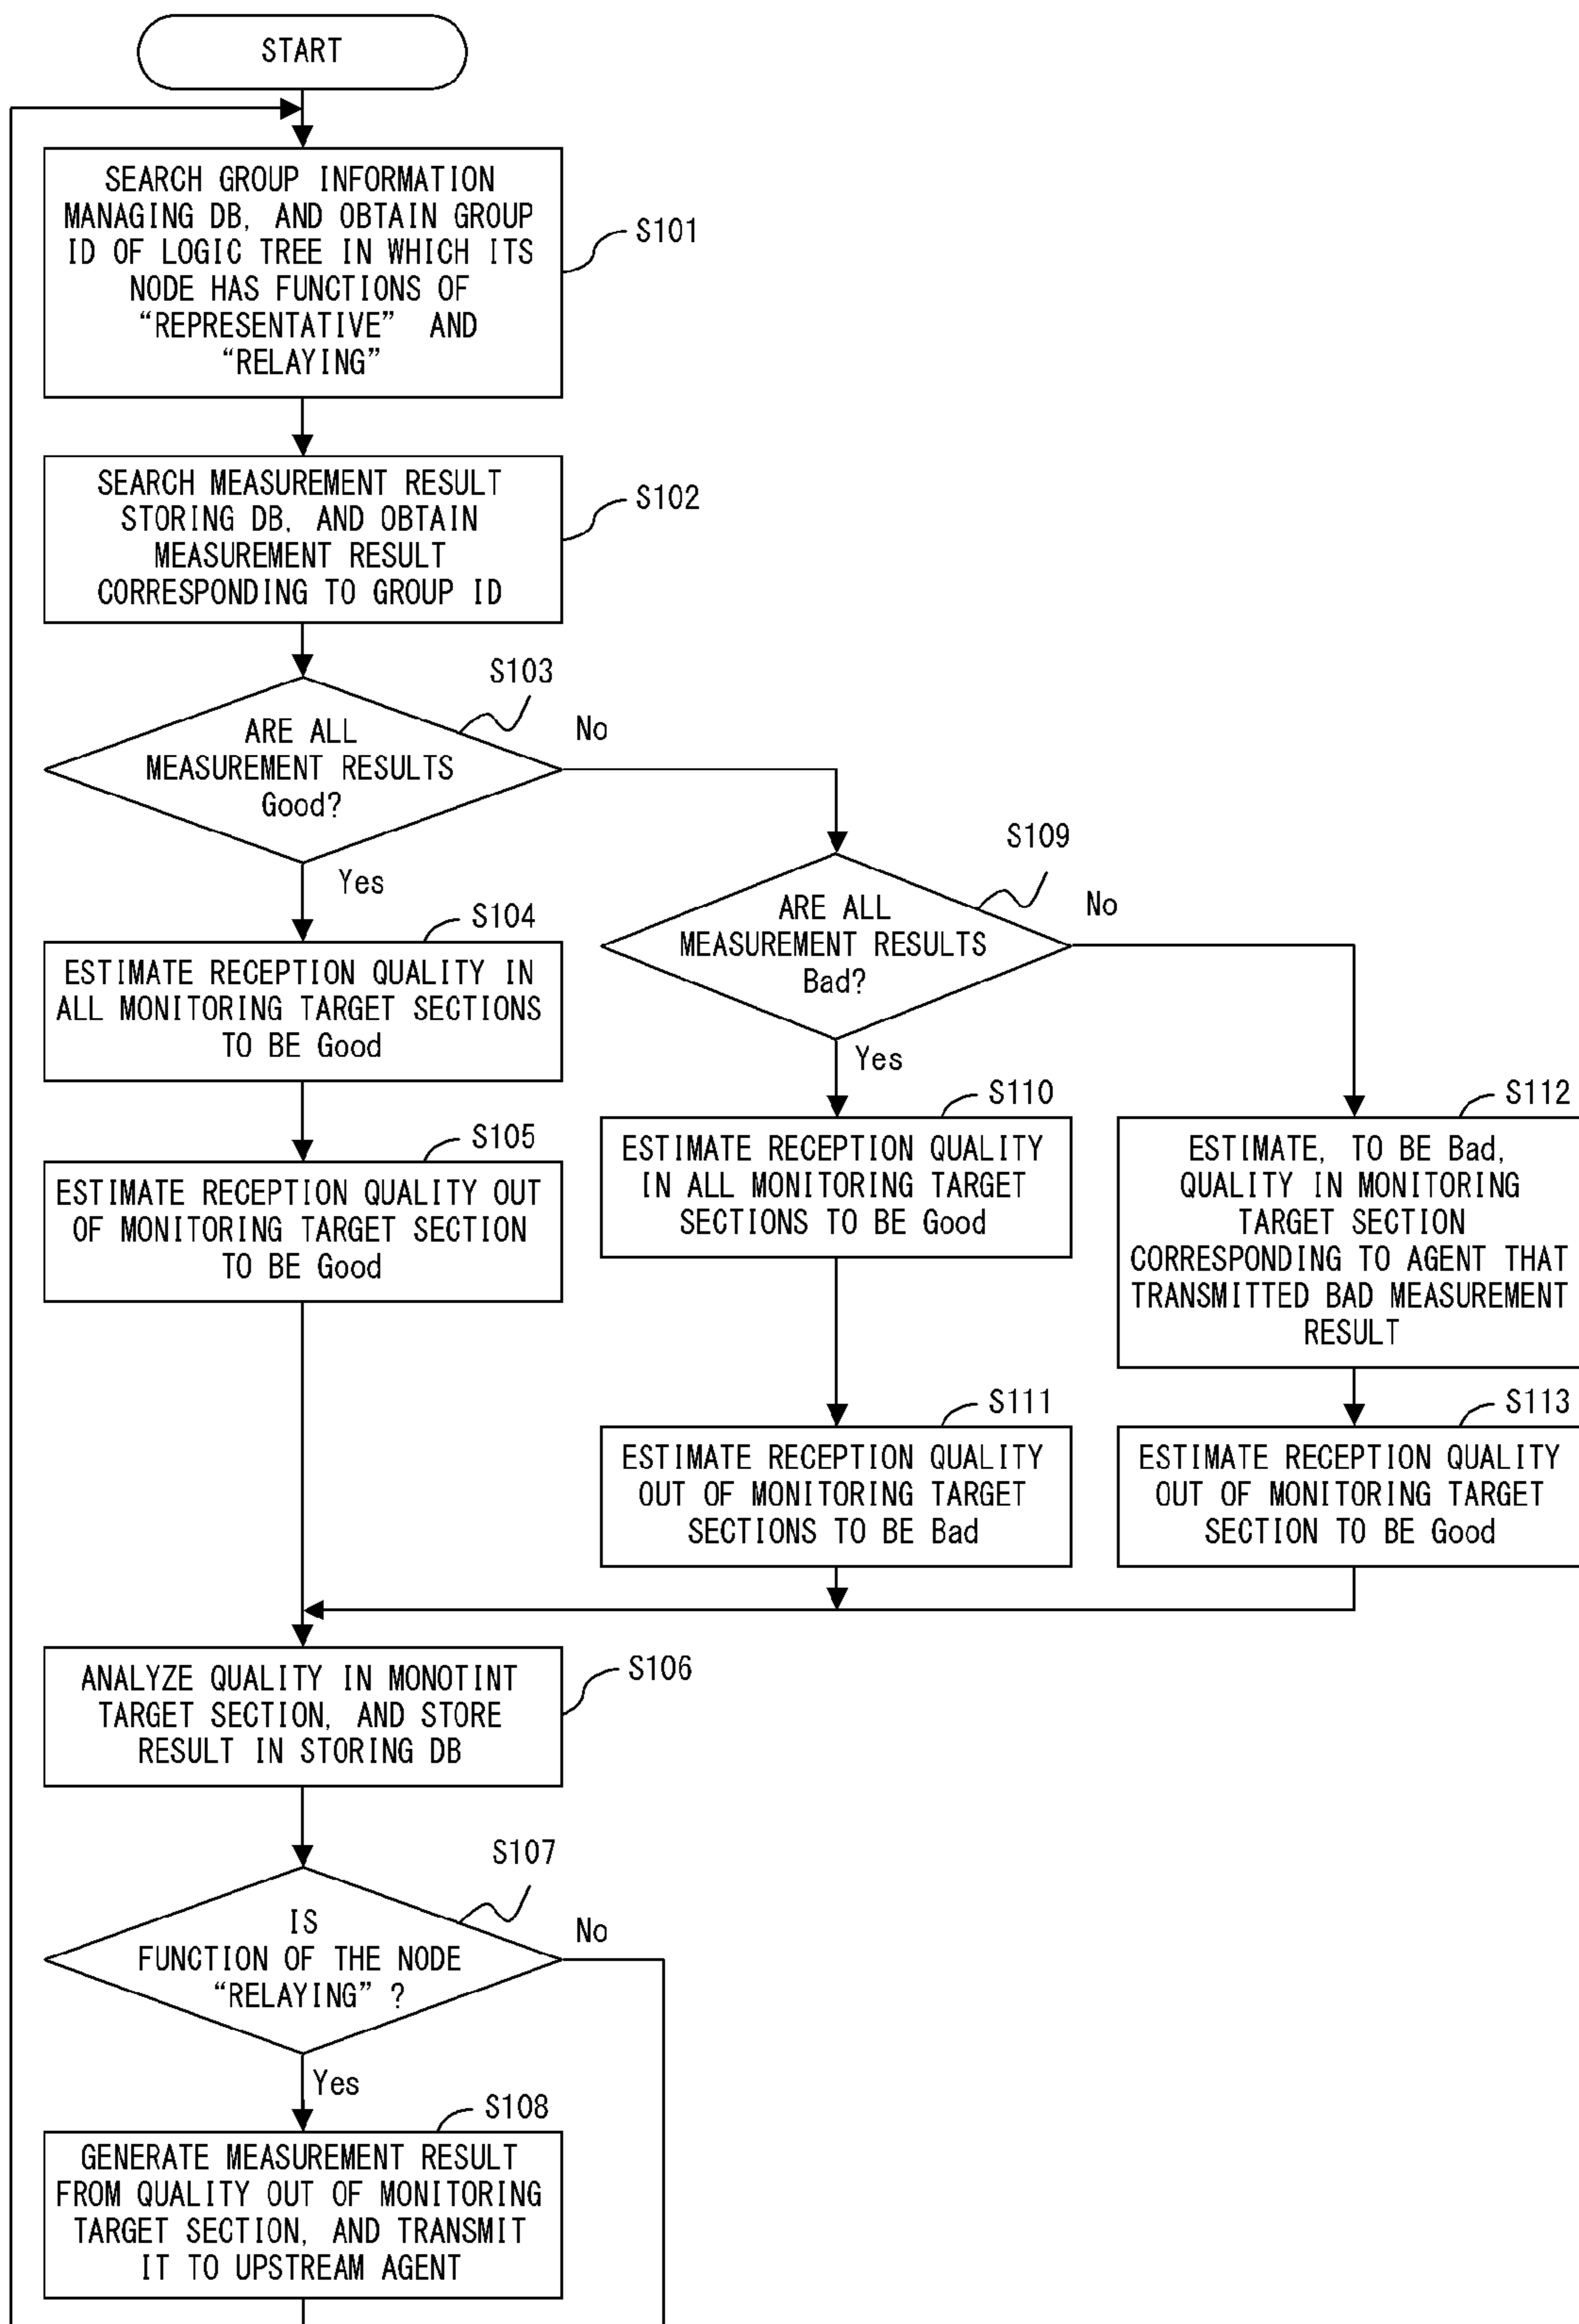 START
SEARCH GROUP INFORMATION
MANAGING DB, AND OBTAIN GROUP
ID OF LOGIC TREE IN WHICH ITS
NODE HAS FUNCTIONS OF
“REPRESENTATIVE” AND
“RELAYING”
S101
SEARCH MEASUREMENT RESULT
STORING DB, AND OBTAIN
MEASUREMENT RESULT
CORRESPONDING TO GROUP ID
S102
S103
ARE ALL
MEASUREMENT RESULTS
Good?
No
Yes
S104
ESTIMATE RECEPTION QUALITY IN
ALL MONITORING TARGET SECTIONS
TO BE Good
S105
ESTIMATE RECEPTION QUALITY OUT
OF MONITORING TARGET SECTION
TO BE Good
S109
ARE ALL
MEASUREMENT RESULTS
Bad?
No
Yes
S110
ESTIMATE RECEPTION QUALITY
IN ALL MONITORING TARGET
SECTIONS TO BE Good
S111
ESTIMATE RECEPTION QUALITY
OUT OF MONITORING TARGET
SECTIONS TO BE Bad
S112
ESTIMATE, TO BE Bad,
QUALITY IN MONITORING
TARGET SECTION
CORRESPONDING TO AGENT THAT
TRANSMITTED BAD MEASUREMENT
RESULT
S113
ESTIMATE RECEPTION QUALITY
OUT OF MONITORING TARGET
SECTION TO BE Good
ANALYZE QUALITY IN MONOTINT
TARGET SECTION, AND STORE
RESULT IN STORING DB
S106
S107
IS
FUNCTION OF THE NODE
“RELAYING” ?
No
Yes
S108
GENERATE MEASUREMENT RESULT
FROM QUALITY OUT OF MONITORING
TARGET SECTION, AND TRANSMIT
IT TO UPSTREAM AGENT